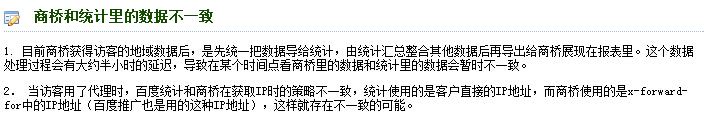 商桥和统计里的数据不一致
1. 目前商桥获得访客的地域数据后，是先统一把数据导给统计，由统计汇总整合其他数据后再导出给商桥展现在报表里。这个数据
处理过程会有大约半小时的延迟，导致在某个时间点看商桥里的数据和统计里的数据会暂时不一致。
2. 当访客用了代理时，百度统计和商桥在获取IP时的策略不一致，统计使用的是客户直接的IP地址，而商桥使用的是x-forward-
for中的IP地址（百度推广也是用的这种IP地址），这样就存在不一致的可能。